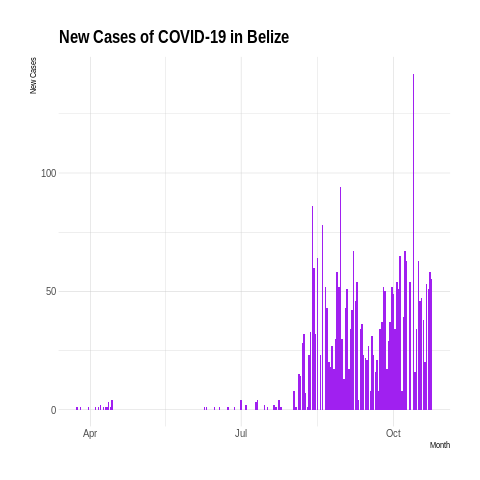 New Cases of COVID-19 in Belize
New Cases
100
50
0
Apr
Jul
Oct
Month